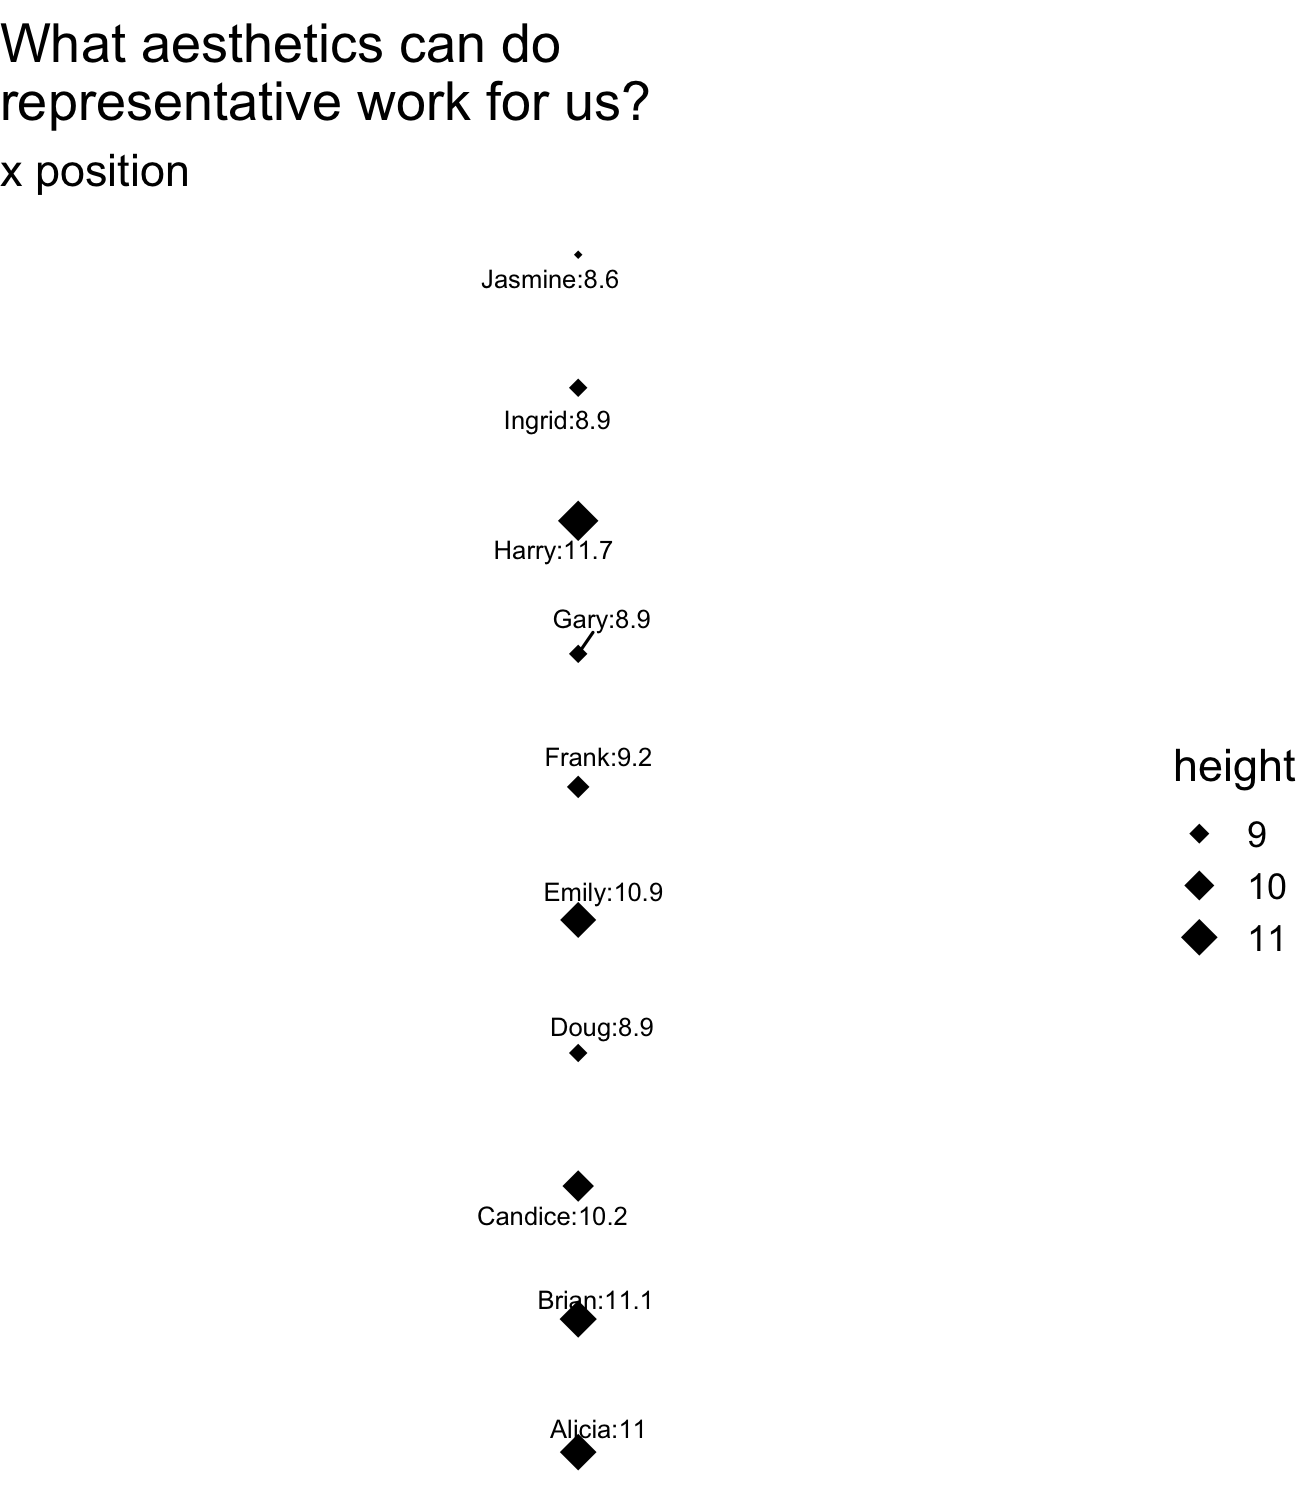 What aesthetics can do
representative work for us?
x position
Jasmine:8.6
Ingrid:8.9
Harry:11.7
Gary:8.9
Frank:9.2
Emily:10.9
Doug:8.9
Candice:10.2
Brian:11.1
Alicia:11
height
9
10
11